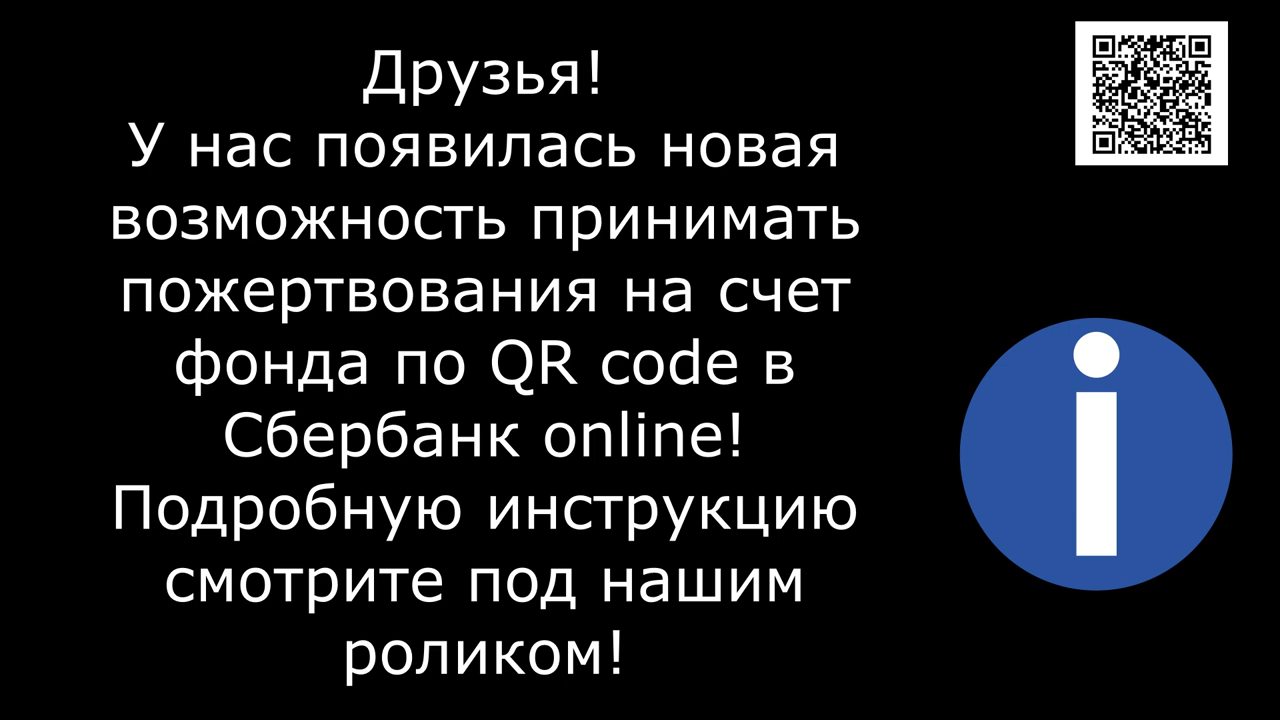 Друзья!
У нас появилась новая
возможность принимать
пожертвования на счет
фонда по QR code в
Сбербанк online!
Подробную инструкцию
смотрите под нашим
роликом!